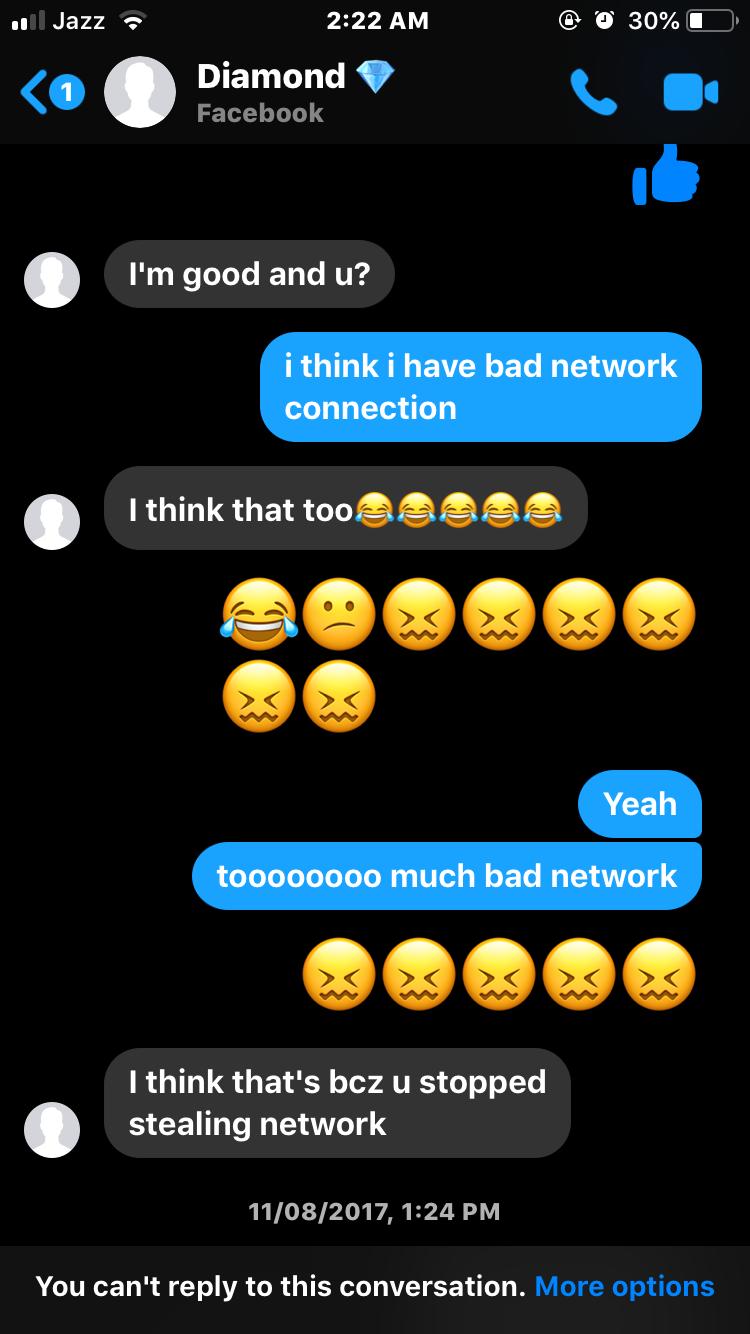 Jazz 2:22 AM 30%
1 Diamond 💎
Facebook
I'm good and u?
i think i have bad network
connection
I think that too😂😂😂😂😂
😂😕😖😖😖😖
😖😖
Yeah
toooooooo much bad network
😖😖😖😖😖
I think that's bcz u stopped
stealing network
11/08/2017, 1:24 PM
You can't reply to this conversation. More options